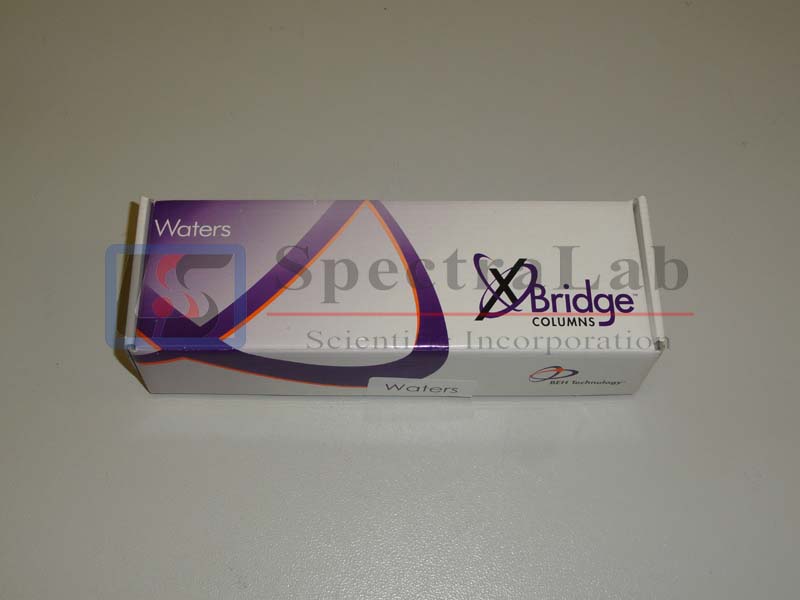 Waters
SpectraLab
Scientific Incorporation
XBridge™
COLUMNS
Waters
BEH Technology™